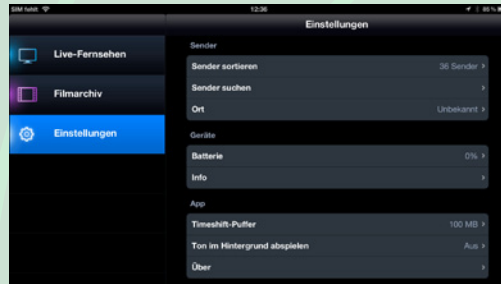 SIM fehlt 12:36 85%
Einstellungen
Live-Fernsehen
Filmarchiv
Einstellungen
Sender
Sender sortieren 36 Sender >
Sender suchen >
Ort Unbekannt >
Geräte
Batterie 0% >
Info >
App
Timeshift-Puffer 100 MB >
Ton im Hintergrund abspielen Aus >
Über >